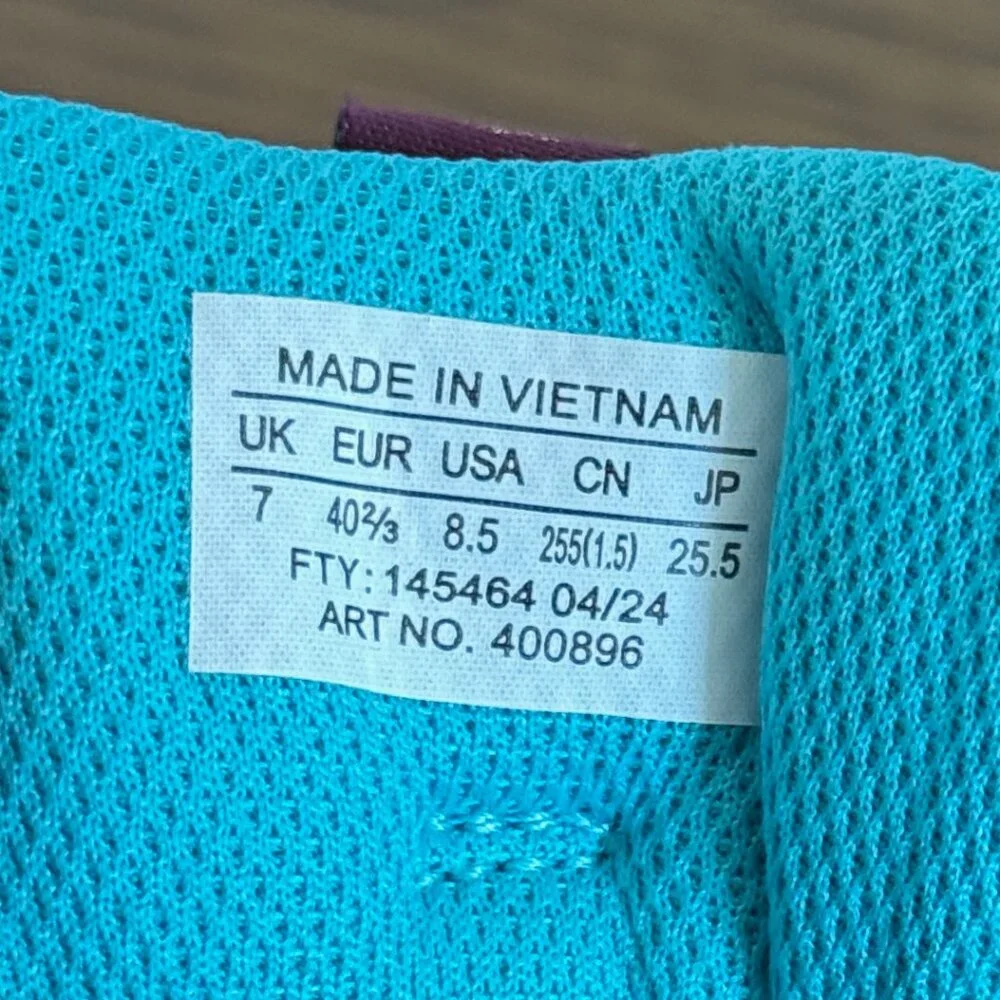 MADE IN VIETNAM
UK EUR USA CN JP
7 40⅔ 8.5 255(1.5) 25.5
FTY: 145464 04/24
ART NO. 400896